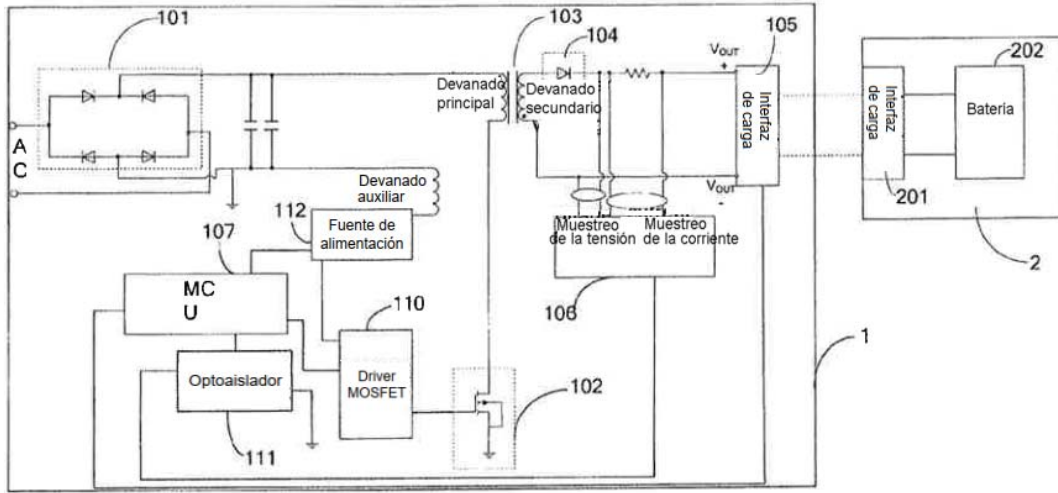 101
103
104
105
V OUT
+
202
Devanado
principal
Devanado
secundario
Interfaz
de carga
Interfaz
de carga
Batería
A
C
V OUT
-
201
Devanado
auxiliar
112
Fuente de
alimentación
Muestreo
de la tensión
Muestreo
de la corriente
2
107
MC
U
110
106
1
Optoaislador
Driver
MOSFET
102
111